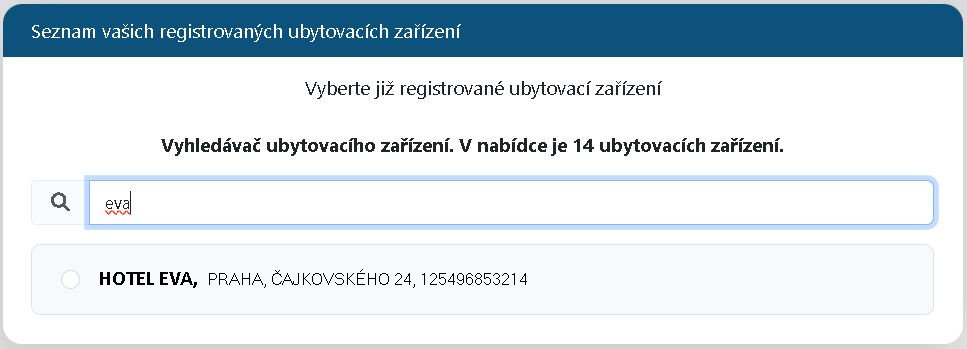 Seznam vašich registrovaných ubytovacích zařízení
Vyberte již registrované ubytovací zařízení
Vyhledávač ubytovacího zařízení. V nabídce je 14 ubytovacích zařízení.
eva
HOTEL EVA, PRAHA, ČAJKOVSKÉHO 24, 125496853214